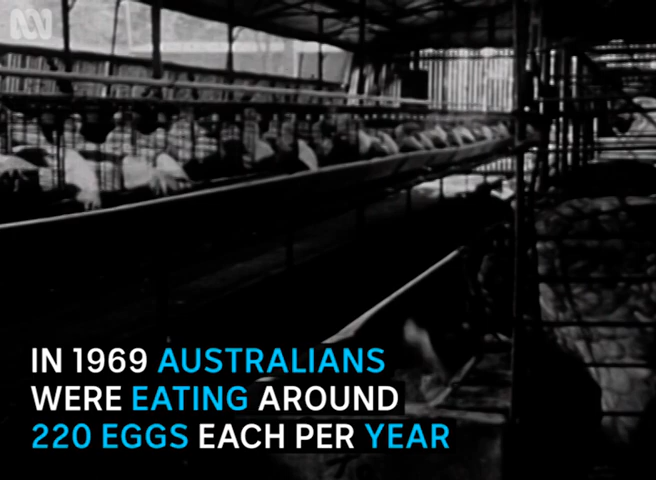 IN 1969 AUSTRALIANS
WERE EATING AROUND
220 EGGS EACH PER YEAR